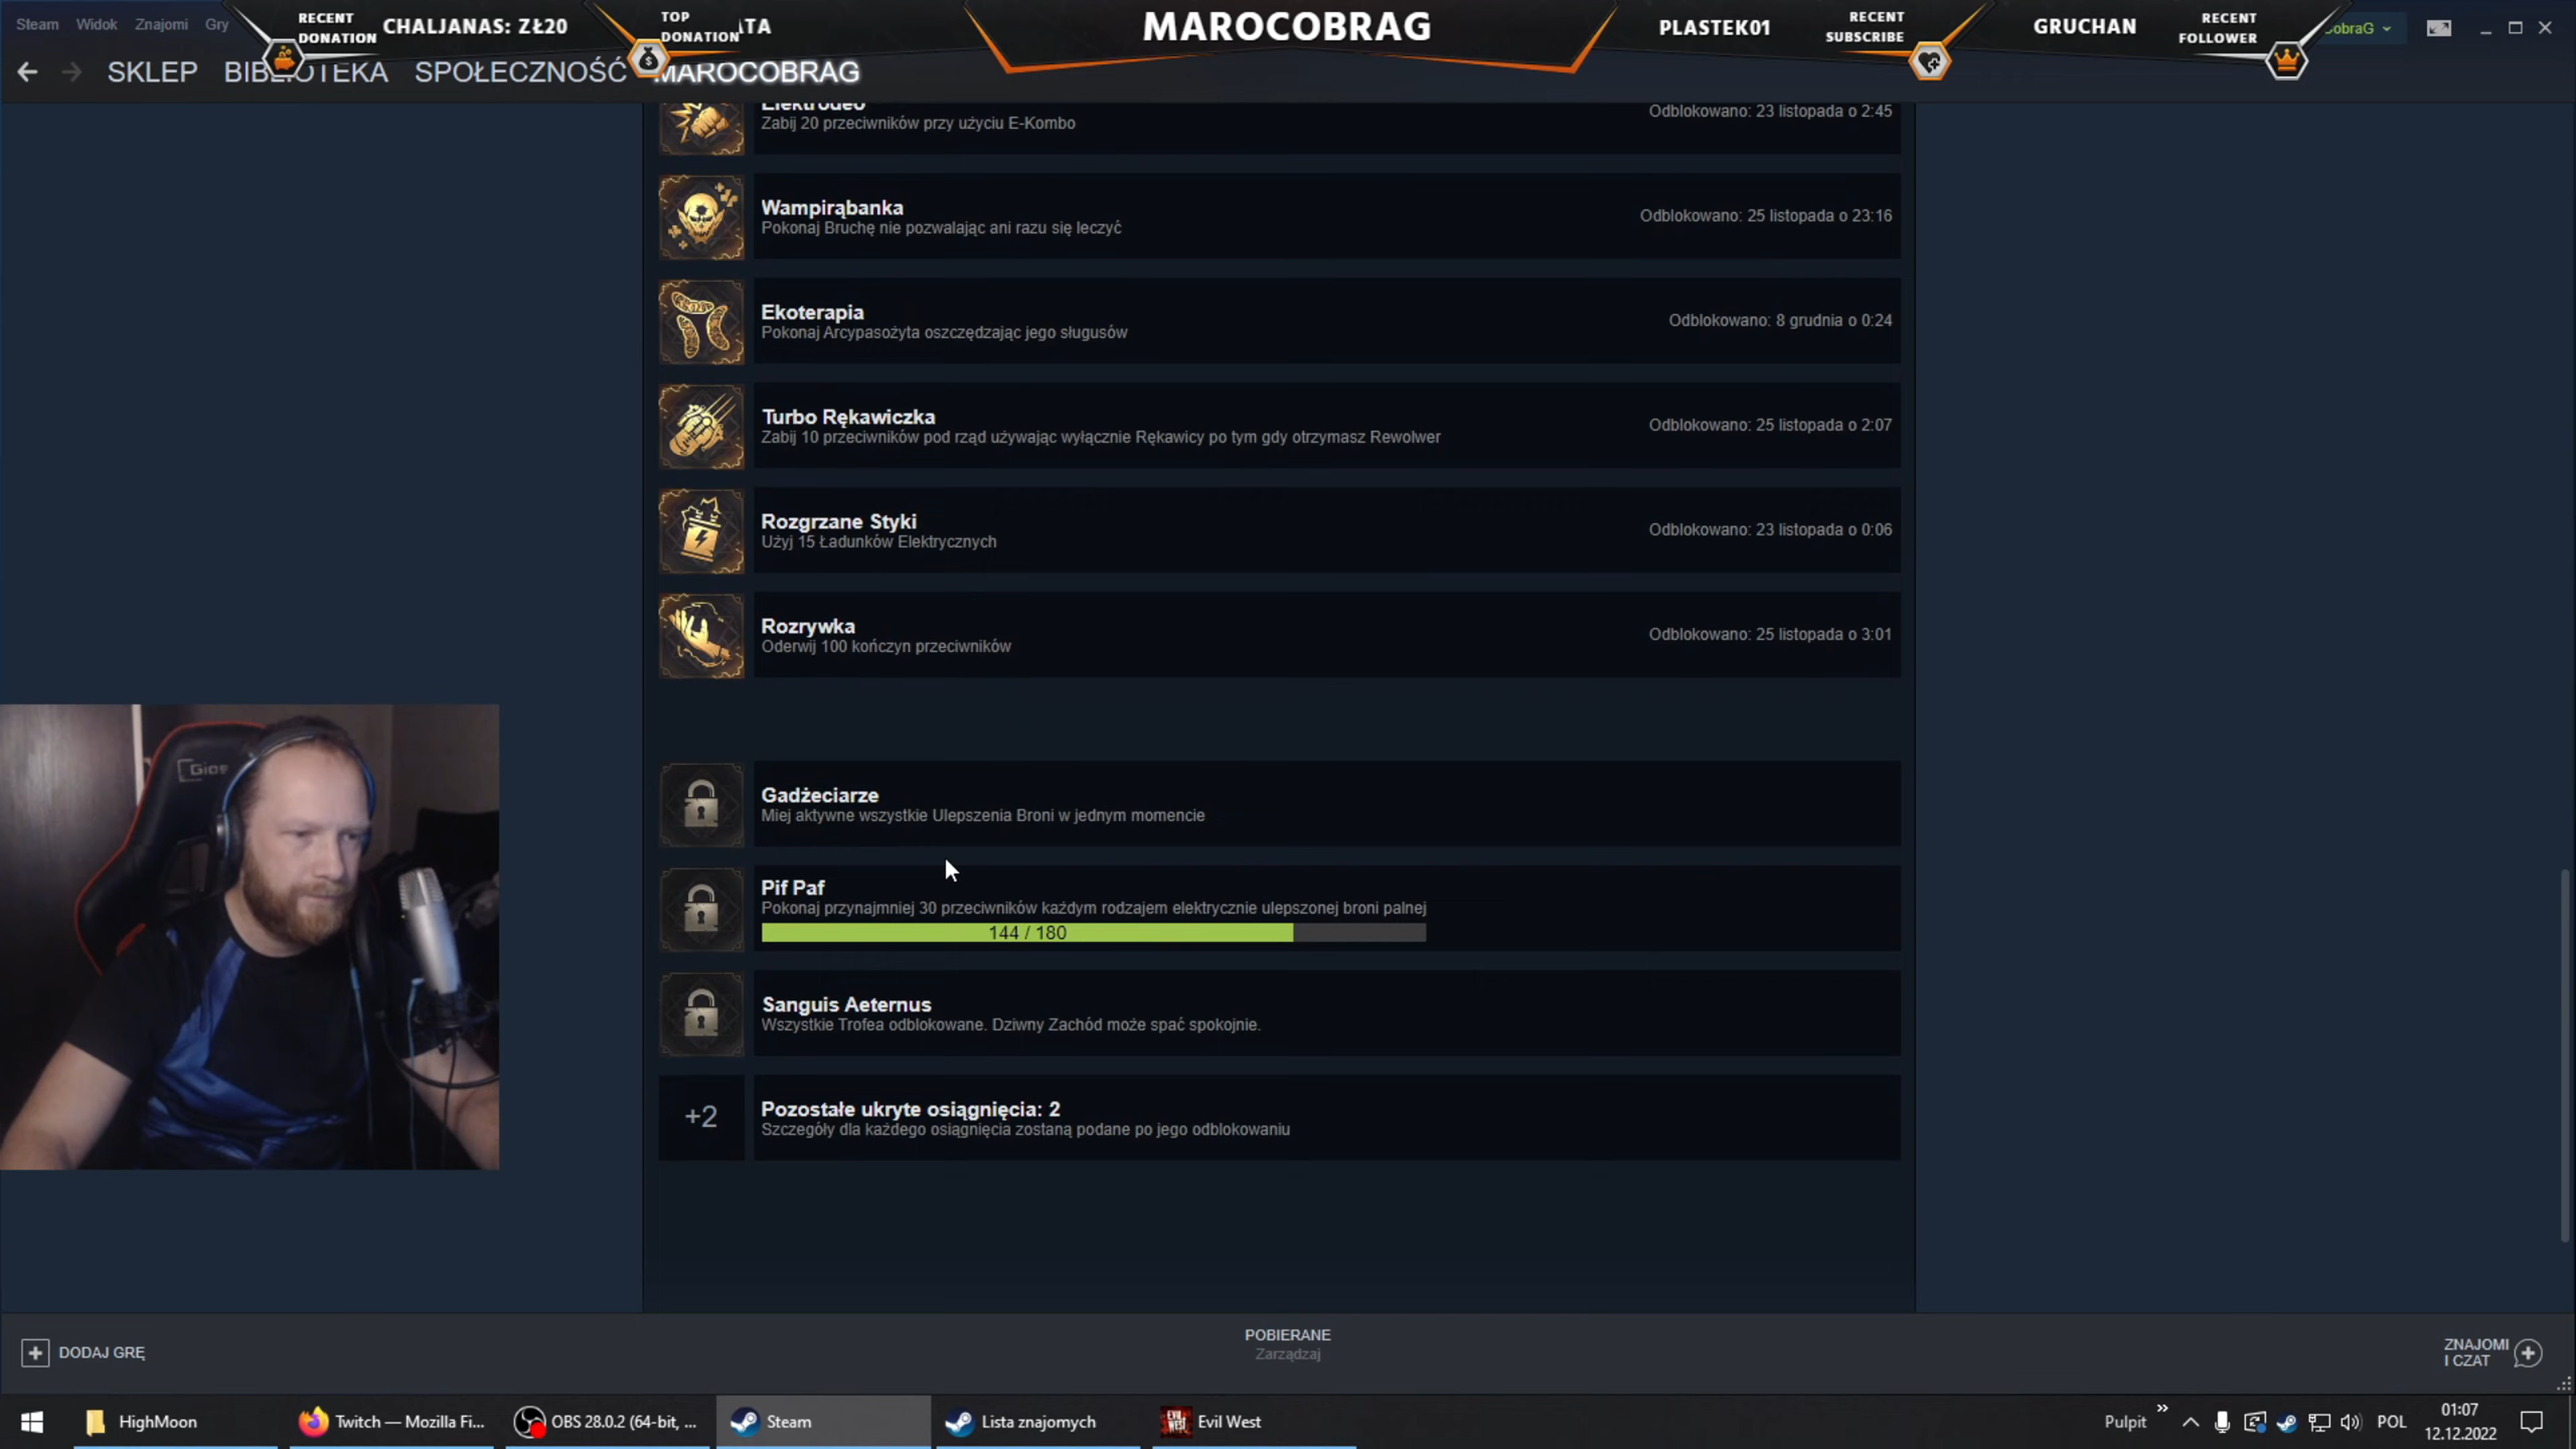 Steam Widok Znajomi Gry
RECENT DONATION CHALJANAS: ZŁ20
TOP DONATION
MAROCOBRAG
PLASTEK01 RECENT SUBSCRIBE
GRUCHAN RECENT FOLLOWER
obraG
SKLEP BIBLIOTEKA SPOŁECZNOŚĆ MAROCOBRAG
Elektrodeo
Zabij 20 przeciwników przy użyciu E-Kombo
Odblokowano: 23 listopada o 2:45
Wampirąbanka
Pokonaj Bruchę nie pozwalając ani razu się leczyć
Odblokowano: 25 listopada o 23:16
Ekoterapia
Pokonaj Arcypasożyta oszczędzając jego sługusów
Odblokowano: 8 grudnia o 0:24
Turbo Rękawiczka
Zabij 10 przeciwników pod rząd używając wyłącznie Rękawicy po tym gdy otrzymasz Rewolwer
Odblokowano: 25 listopada o 2:07
Rozgrzane Styki
Użyj 15 Ładunków Elektrycznych
Odblokowano: 23 listopada o 0:06
Rozrywka
Oderwij 100 kończyn przeciwników
Odblokowano: 25 listopada o 3:01
Gadżeciarze
Miej aktywne wszystkie Ulepszenia Broni w jednym momencie
Pif Paf
Pokonaj przynajmniej 30 przeciwników każdym rodzajem elektrycznie ulepszonej broni palnej
144 / 180
Sanguis Aeternus
Wszystkie Trofea odblokowane. Dziwny Zachód może spać spokojnie.
+2
Pozostałe ukryte osiągnięcia: 2
Szczegóły dla każdego osiągnięcia zostaną podane po jego odblokowaniu
DODAJ GRĘ
POBIERANE
Zarządzaj
ZNAJOMI
I CZAT
HighMoon
Twitch — Mozilla Fi...
OBS 28.0.2 (64-bit, ...
Steam
Lista znajomych
Evil West
Pulpit
POL
01:07
12.12.2022